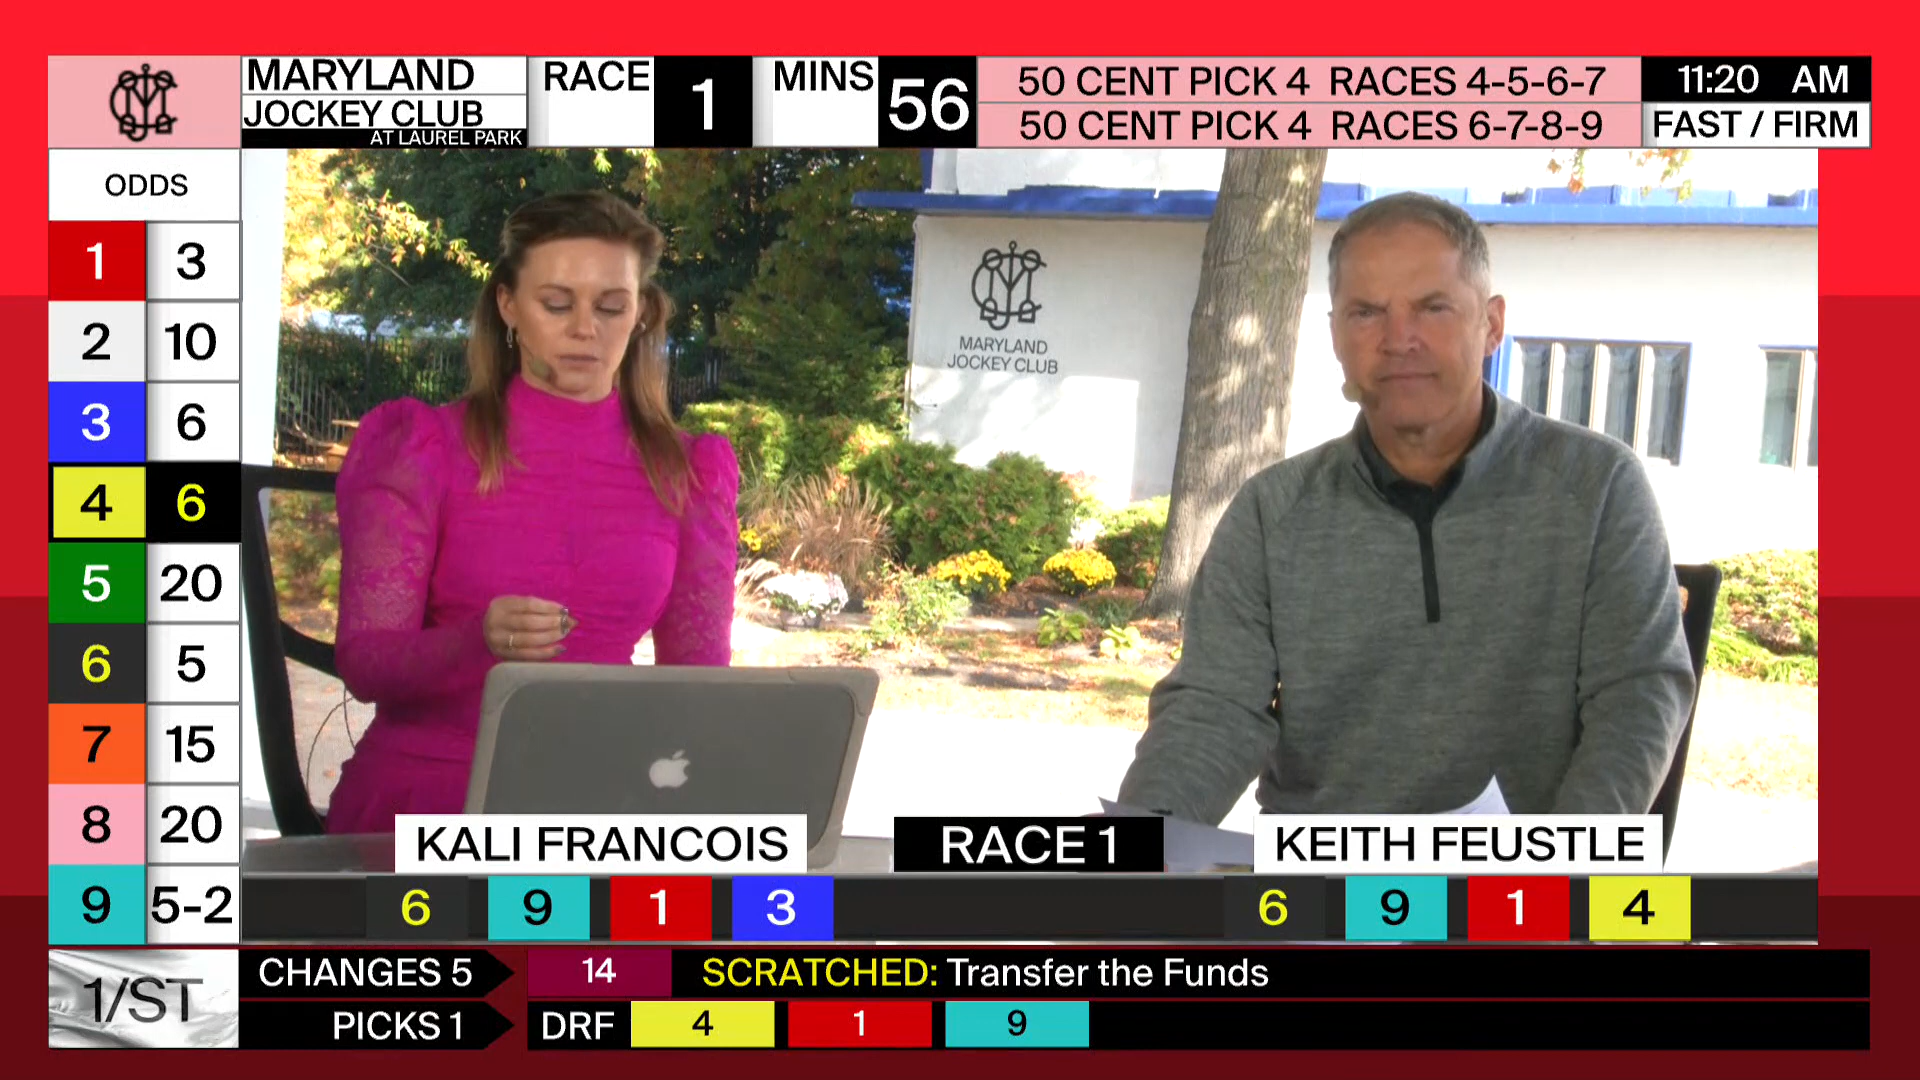 MARYLAND
JOCKEY CLUB
AT LAUREL PARK
RACE 1
MINS 56
50 CENT PICK 4 RACES 4-5-6-7
50 CENT PICK 4 RACES 6-7-8-9
11:20 AM
FAST / FIRM
ODDS
1 3
2 10
3 6
4 6
5 20
6 5
7 15
8 20
9 5-2
MARYLAND
JOCKEY CLUB
KALI FRANCOIS
RACE 1
KEITH FEUSTLE
6 9 1 3
6 9 1 4
1/ST
CHANGES 5 14 SCRATCHED: Transfer the Funds
PICKS 1 DRF 4 1 9